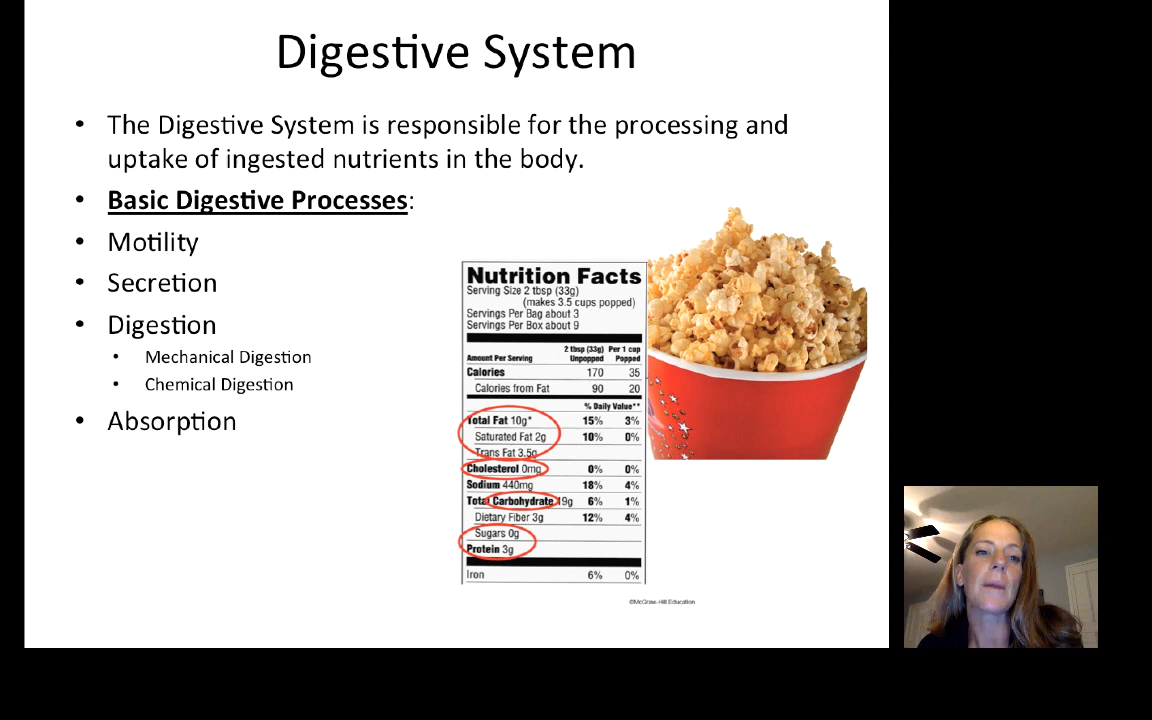 Digestive System
• The Digestive System is responsible for the processing and
uptake of ingested nutrients in the body.
• Basic Digestive Processes:
• Motility
• Secretion
• Digestion
• Mechanical Digestion
• Chemical Digestion
• Absorption
Nutrition Facts
Serving Size 2 tbsp (33g)
(makes 3.5 cups popped)
Servings Per Bag about 3
Servings Per Box about 9
2 tbsp (33g) Per 1 cup
Amount Per Serving Unpopped Popped
Calories 170 35
Calories from Fat 90 20
% Daily Value**
Total Fat 10g* 15% 3%
Saturated Fat 2g 10% 0%
Trans Fat 3.5g
Cholesterol 0mg 0% 0%
Sodium 440mg 18% 4%
Total Carbohydrate 19g 6% 1%
Dietary Fiber 3g 12% 4%
Sugars 0g
Protein 3g
Iron 6% 0%
©McGraw-Hill Education